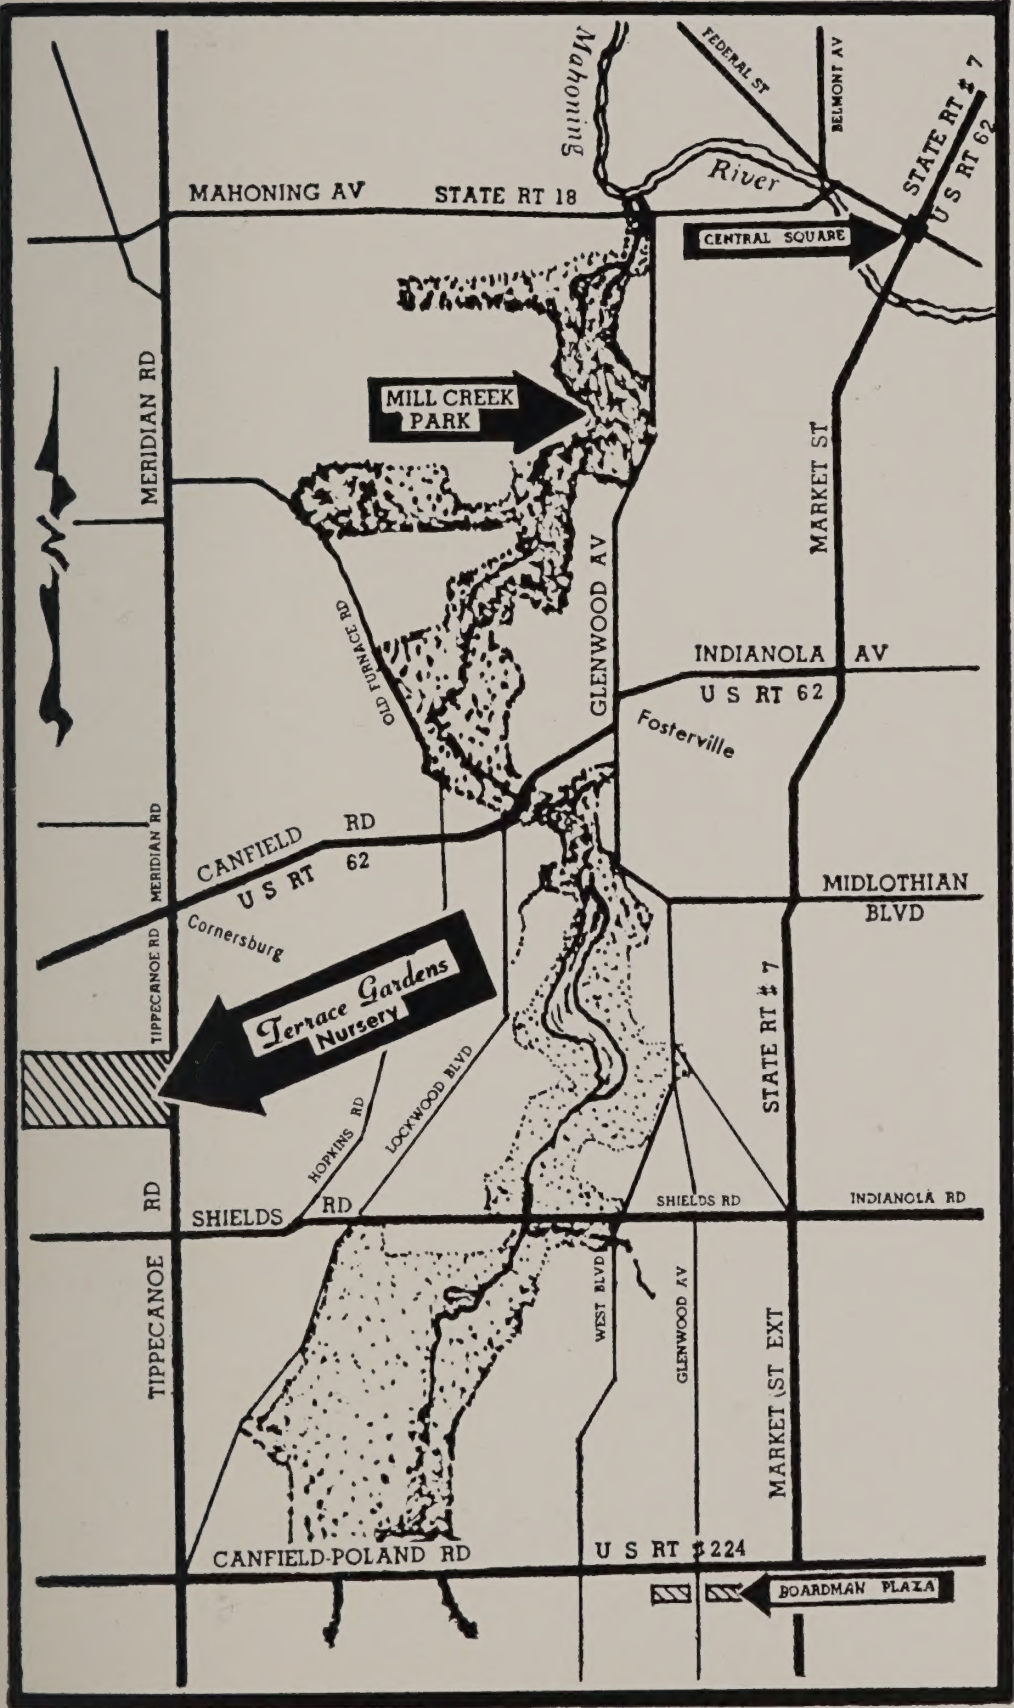 Mahoning
FEDERAL ST
BELMONT AV
STATE RT # 7
U S RT 62
River
MAHONING AV
STATE RT 18
CENTRAL SQUARE
MERIDIAN RD
MILL CREEK
PARK
MARKET ST
N
GLENWOOD AV
OLD FURNACE RD
INDIANOLA AV
U S RT 62
Fosterville
MERIDIAN RD
CANFIELD RD
U S RT 62
Cornersburg
MIDLOTHIAN
BLVD
TIPPECANOE RD
Terrace Gardens
Nursery
STATE RT # 7
HOPKINS RD
LOCKWOOD BLVD
SHIELDS RD
SHIELDS RD
INDIANOLA RD
TIPPECANOE RD
WEST BLVD
GLENWOOD AV
MARKET ST EXT
CANFIELD-POLAND RD
U S RT #224
BOARDMAN PLAZA